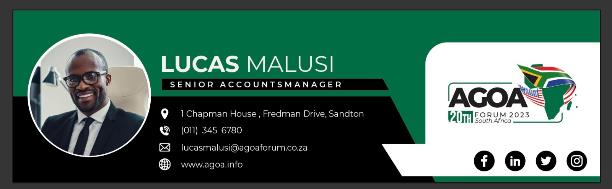 LUCAS MALUSI
SENIOR ACCOUNTSMANAGER
1 Chapman House , Fredman Drive, Sandton
(011) 345 6780
lucasmalusi@agoaforum.co.za
www.agoa.info
AGOA
20TH FORUM 2023
South Africa